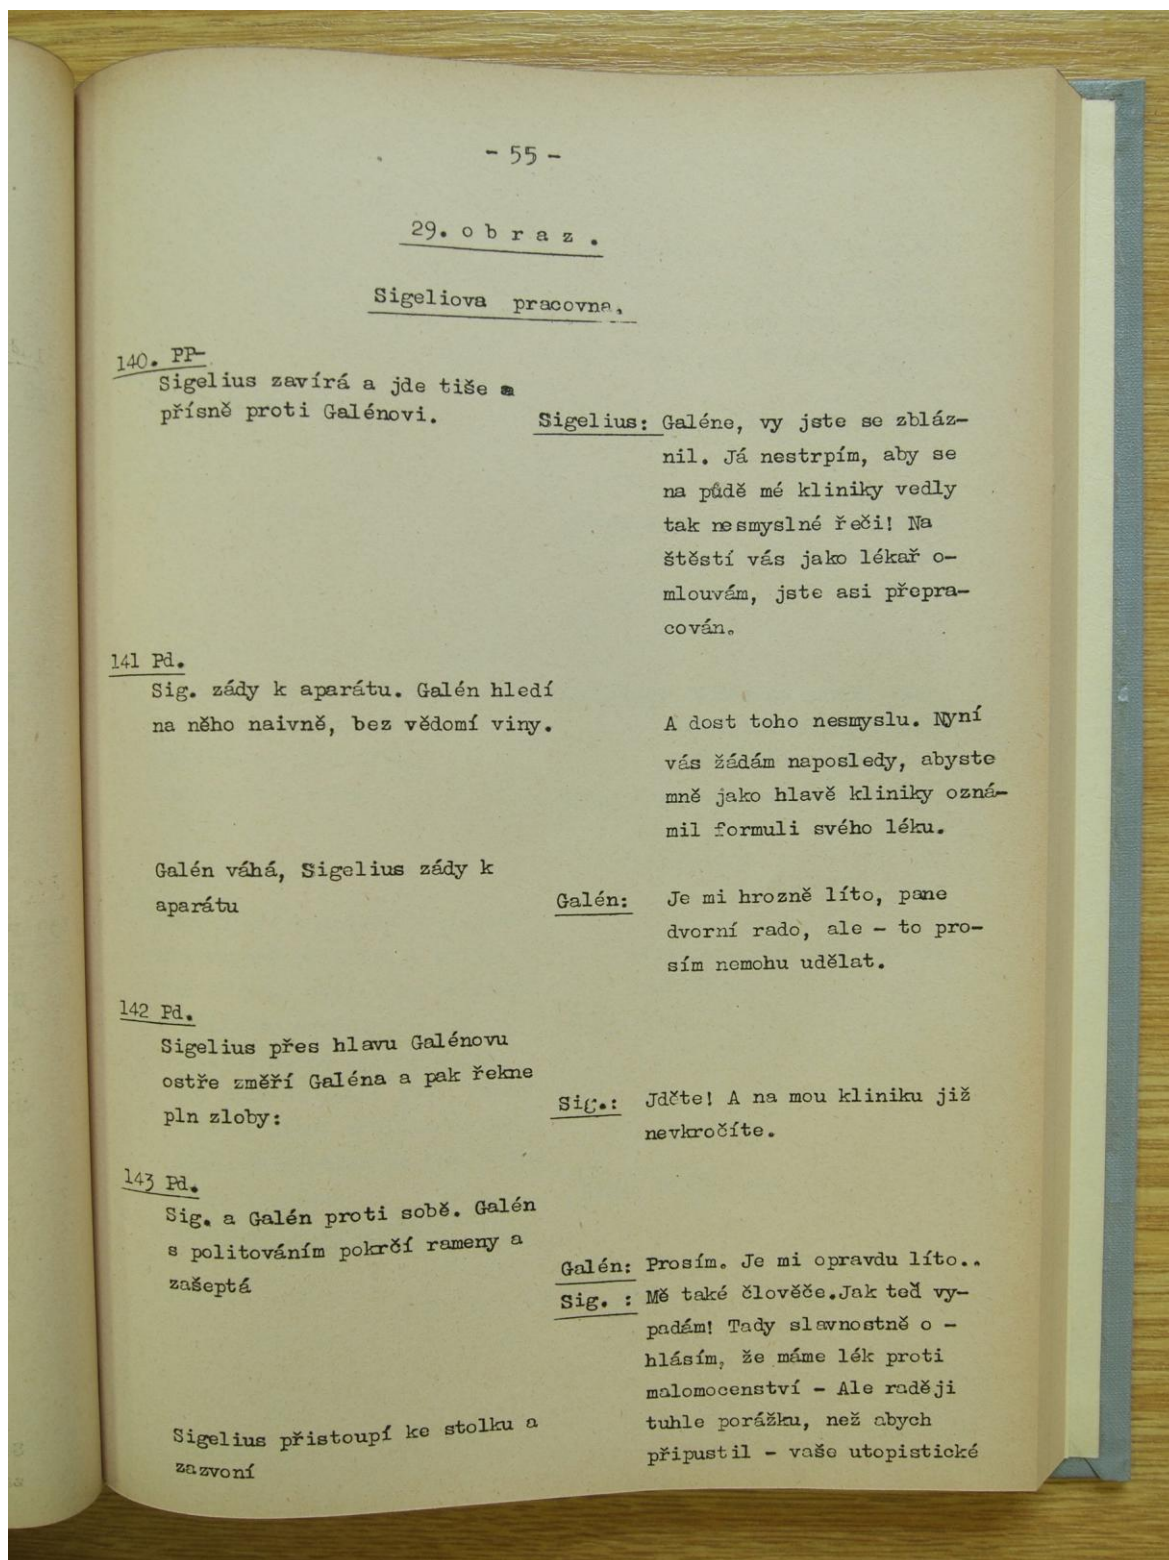 - 55 -
29. o b r a z .
Sigeliova pracovna.
140. PP-
Sigelius zavírá a jde tiše a
přísně proti Galénovi.
Sigelius: Galéne, vy jste se zbláz-
nil. Já nestrpím, aby se
na půdě mé kliniky vedly
tak nesmyslné řeči! Na
štěstí vás jako lékař o-
mlouvám, jste asi přepra-
cován.
141 Pd.
Sig. zády k aparátu. Galén hledí
na něho naivně, bez vědomí viny.
A dost toho nesmyslu. Nyní
vás žádám naposledy, abyste
mně jako hlavě kliniky ozná-
mil formuli svého léku.
Galén váhá, Sigelius zády k
aparátu
Galén: Je mi hrozně líto, pane
dvorní rado, ale - to pro-
sím nemohu udělat.
142 Pd.
Sigelius přes hlavu Galénovu
ostře změří Galéna a pak řekne
pln zloby:
Sig.: Jděte! A na mou kliniku již
nevkročíte.
143 Pd.
Sig. a Galén proti sobě. Galén
s politováním pokrčí rameny a
zašeptá
Galén: Prosím. Je mi opravdu líto..
Sig. : Mě také člověče.Jak teď vy-
padám! Tady slavnostně o -
hlásím, že máme lék proti
malomocenství - Ale raději
tuhle porážku, než abych
připustil - vaše utopistické
Sigelius přistoupí ke stolku a
zazvoní